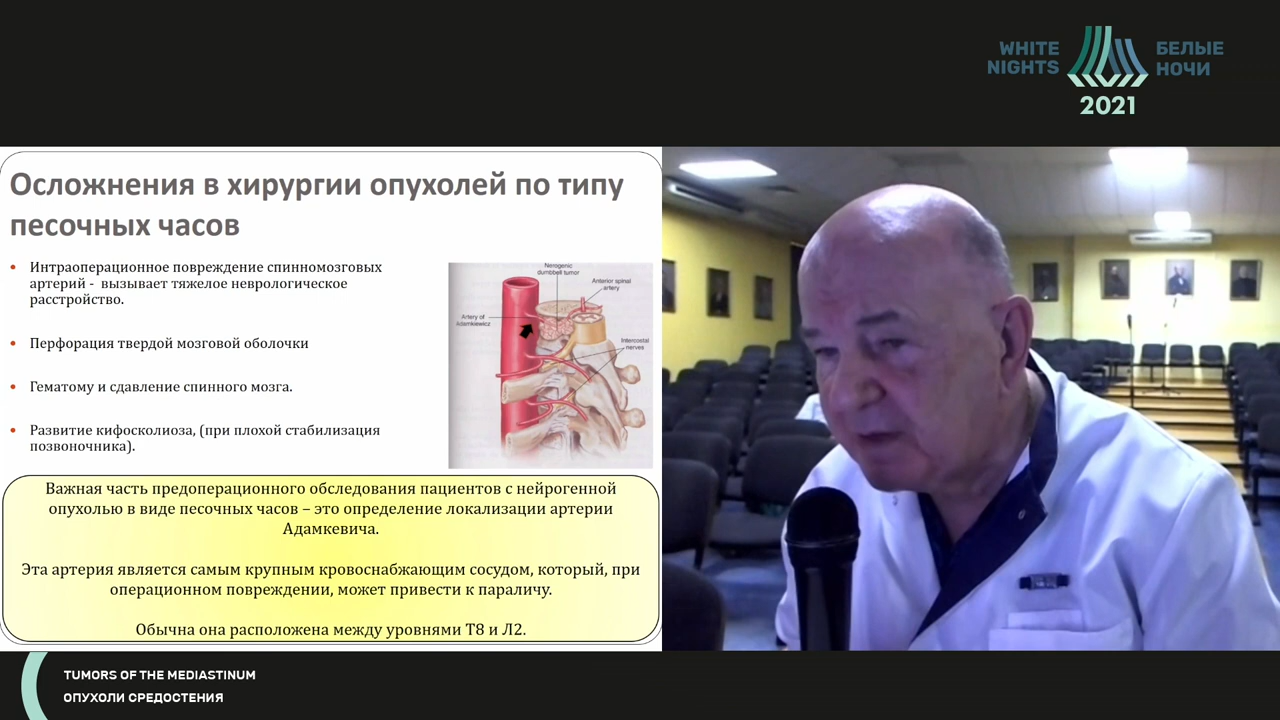 WHITE
NIGHTS
БЕЛЫЕ
НОЧИ
2021
Осложнения в хирургии опухолей по типу
песочных часов
• Интраоперационное повреждение спинномозговых
артерий - вызывает тяжелое неврологическое
расстройство.
• Перфорация твердой мозговой оболочки
• Гематому и сдавление спинного мозга.
• Развитие кифосколиоза, (при плохой стабилизация
позвоночника).
Nerogenic
dumbbell tumor
Anterior spinal
artery
Artery of
Adamkiewicz
Intercostal
nerves
Важная часть предоперационного обследования пациентов с нейрогенной
опухолью в виде песочных часов – это определение локализации артерии
Адамкевича.
Эта артерия является самым крупным кровоснабжающим сосудом, который, при
операционном повреждении, может привести к параличу.
Обычна она расположена между уровнями Т8 и Л2.
TUMORS OF THE MEDIASTINUM
ОПУХОЛИ СРЕДОСТЕНИЯ